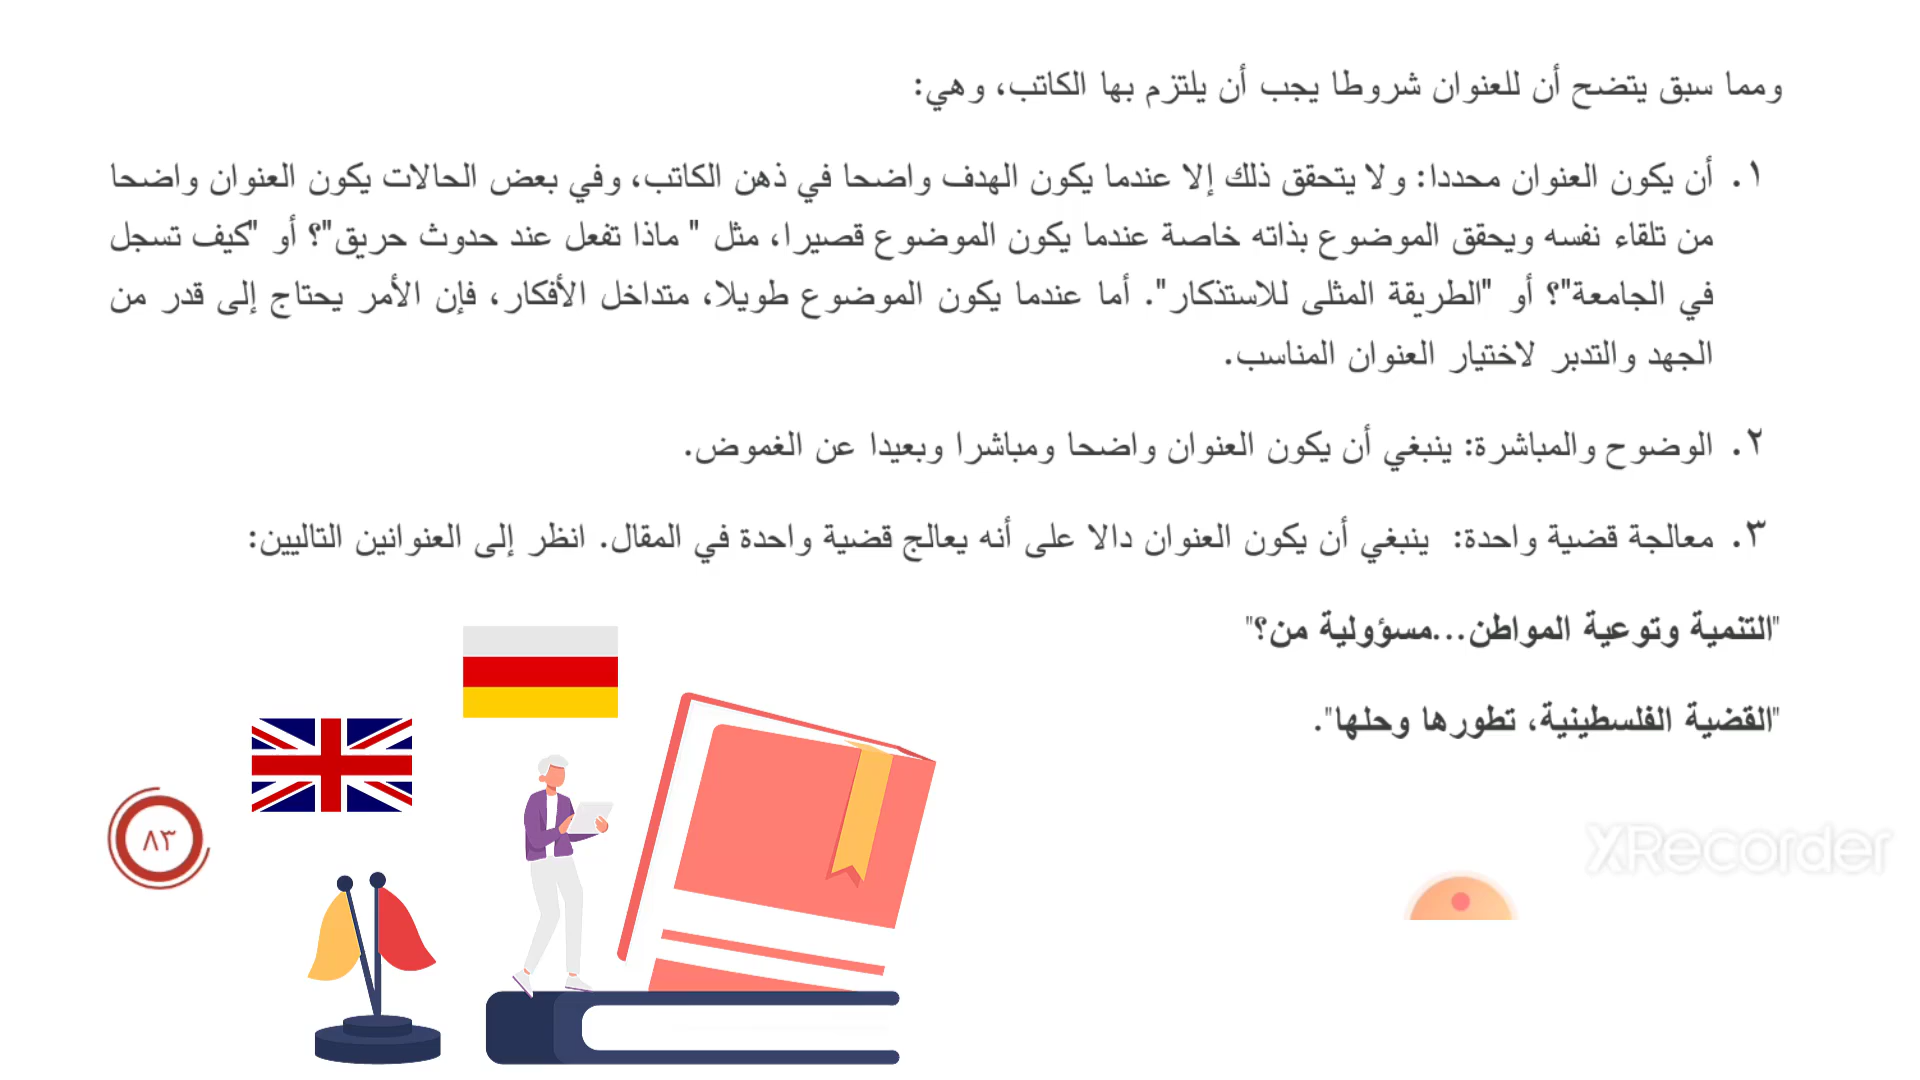 ومما سبق يتضح أن للعنوان شروطا يجب أن يلتزم بها الكاتب، وهي:
١. أن يكون العنوان محددا: ولا يتحقق ذلك إلا عندما يكون الهدف واضحا في ذهن الكاتب، وفي بعض الحالات يكون العنوان واضحا
من تلقاء نفسه ويحقق الموضوع بذاته خاصة عندما يكون الموضوع قصيرا، مثل " ماذا تفعل عند حدوث حريق"؟ أو "كيف تسجل
في الجامعة"؟ أو "الطريقة المثلى للاستذكار". أما عندما يكون الموضوع طويلا، متداخل الأفكار، فإن الأمر يحتاج إلى قدر من
الجهد والتدبر لاختيار العنوان المناسب.
٢. الوضوح والمباشرة: ينبغي أن يكون العنوان واضحا ومباشرا وبعيدا عن الغموض.
٣. معالجة قضية واحدة: ينبغي أن يكون العنوان دالا على أنه يعالج قضية واحدة في المقال. انظر إلى العنوانين التاليين:
"التنمية وتوعية المواطن...مسؤولية من؟"
"القضية الفلسطينية، تطورها وحلها".
٨٣
XRecorder